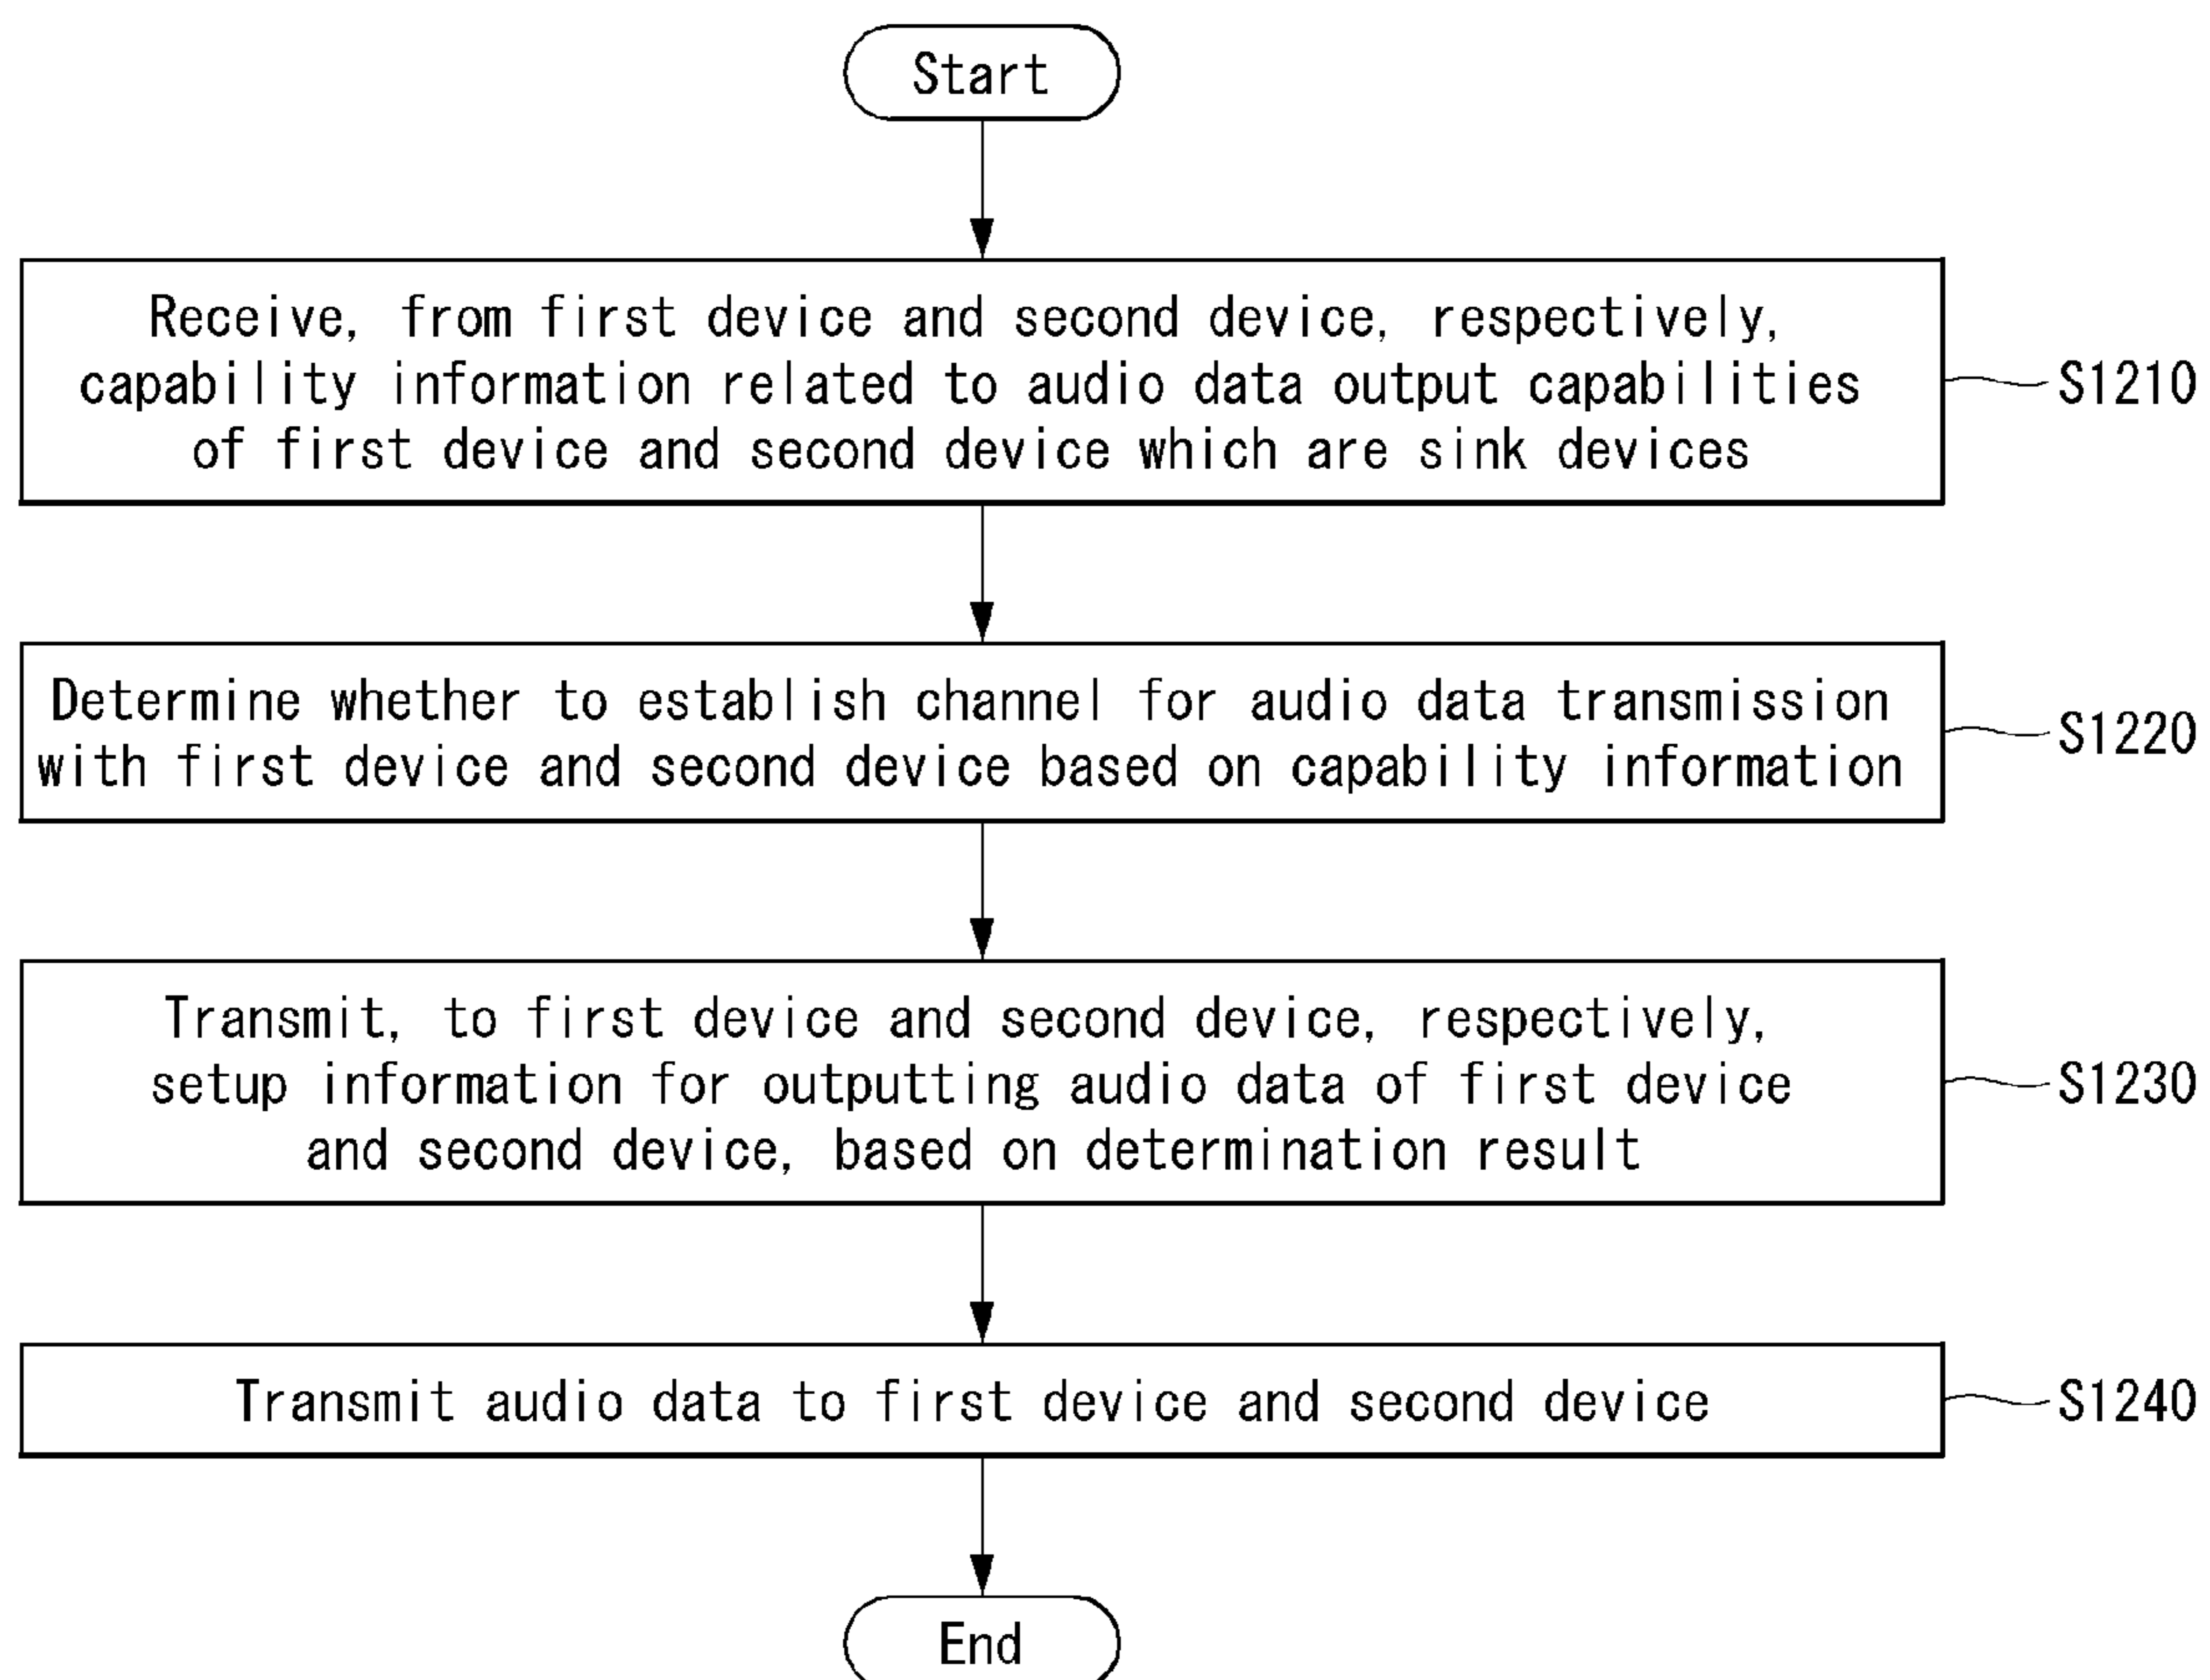 Start
Receive, from first device and second device, respectively,
capability information related to audio data output capabilities
of first device and second device which are sink devices
S1210
Determine whether to establish channel for audio data transmission
with first device and second device based on capability information
S1220
Transmit, to first device and second device, respectively,
setup information for outputting audio data of first device
and second device, based on determination result
S1230
Transmit audio data to first device and second device
S1240
End